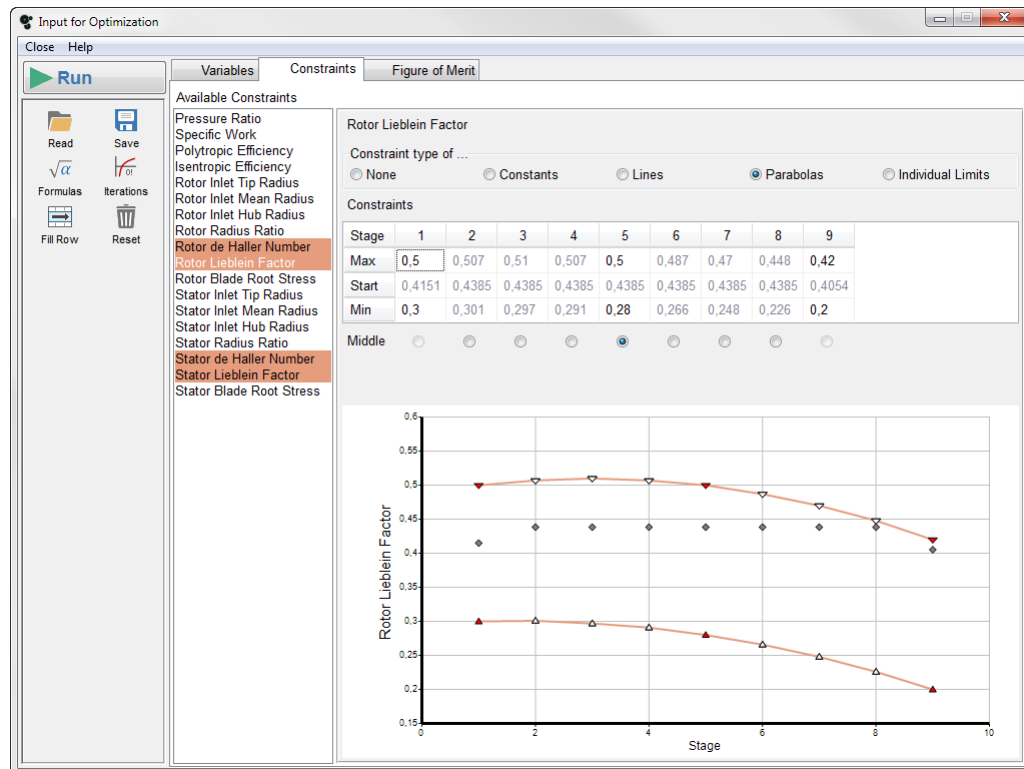 Input for Optimization
Close Help
Run
Variables Constraints Figure of Merit
Available Constraints
Read Save
√α 0!
Formulas Iterations
Fill Row Reset
Pressure Ratio
Specific Work
Polytropic Efficiency
Isentropic Efficiency
Rotor Inlet Tip Radius
Rotor Inlet Mean Radius
Rotor Inlet Hub Radius
Rotor Radius Ratio
Rotor de Haller Number
Rotor Lieblein Factor
Rotor Blade Root Stress
Stator Inlet Tip Radius
Stator Inlet Mean Radius
Stator Inlet Hub Radius
Stator Radius Ratio
Stator de Haller Number
Stator Lieblein Factor
Stator Blade Root Stress
Rotor Lieblein Factor
Constraint type of ...
None Constants Lines Parabolas Individual Limits
Constraints
Stage 1 2 3 4 5 6 7 8 9
Max 0,5 0,507 0,51 0,507 0,5 0,487 0,47 0,448 0,42
Start 0,4151 0,4385 0,4385 0,4385 0,4385 0,4385 0,4385 0,4385 0,4054
Min 0,3 0,301 0,297 0,291 0,28 0,266 0,248 0,226 0,2
Middle
0,6
0,55
0,5
0,45
0,4
0,35
0,3
0,25
0,2
0,15
Rotor Lieblein Factor
0 2 4 6 8 10
Stage